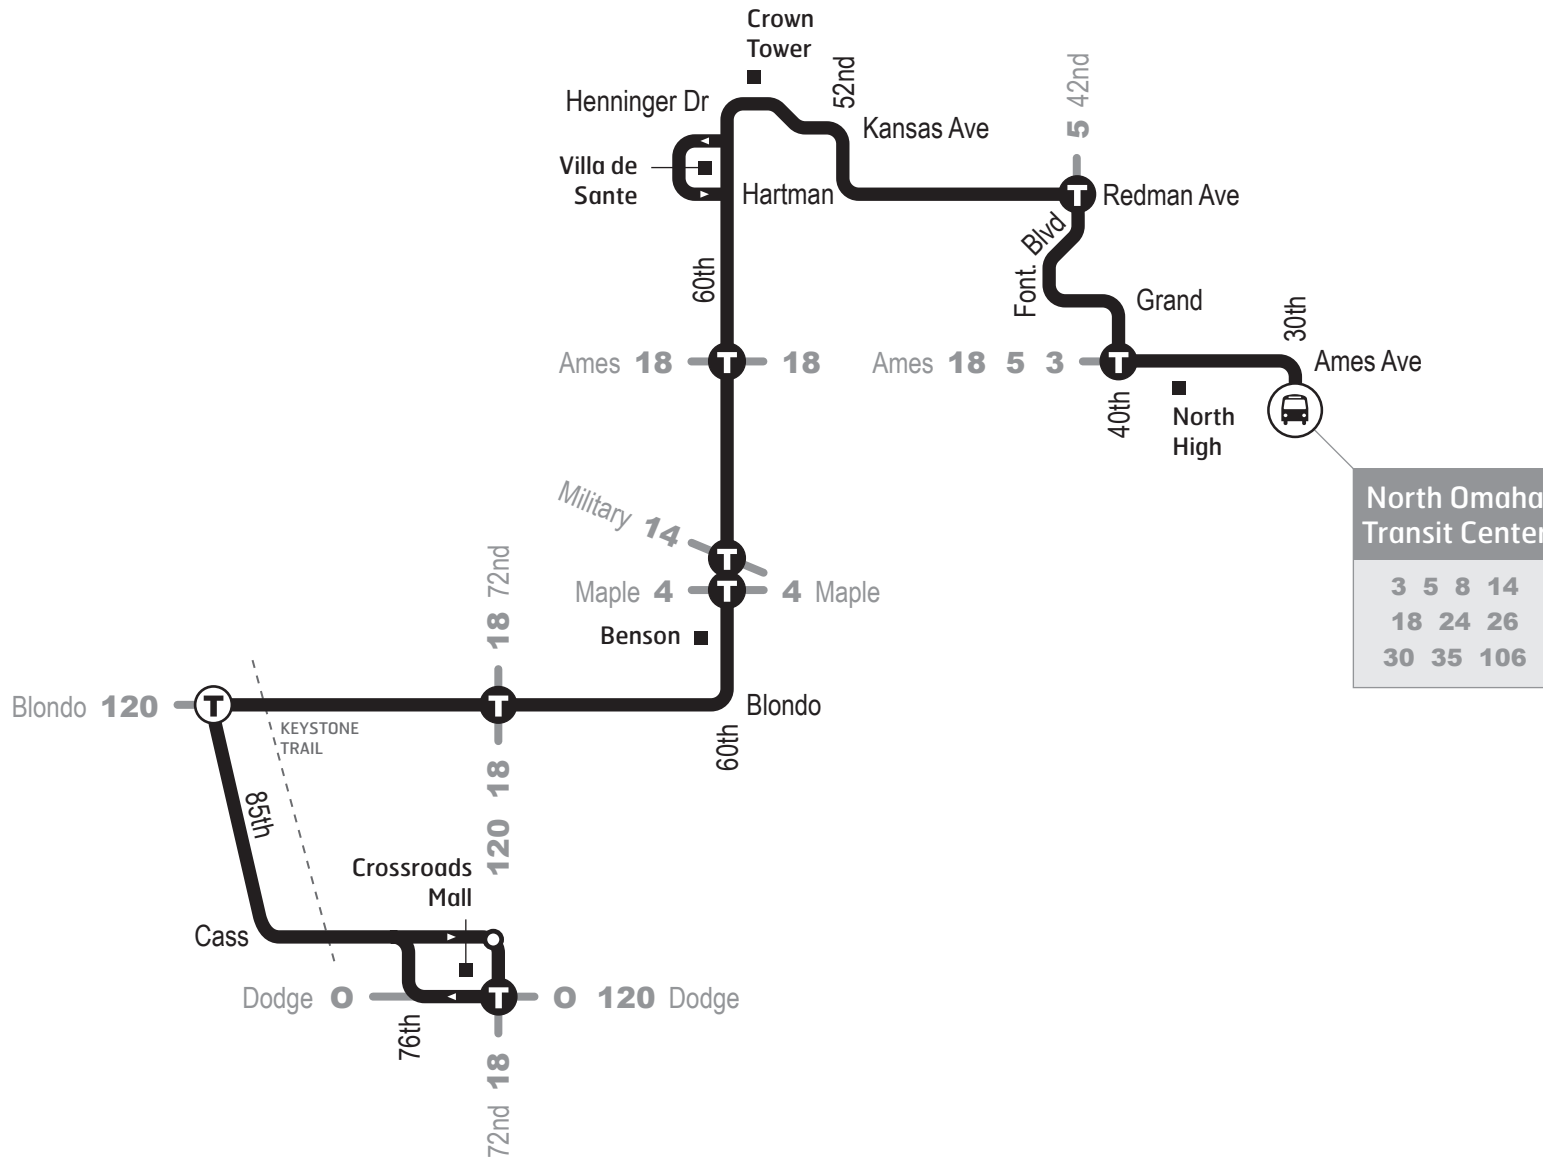 Crown
Tower
52nd
5 42nd
Henninger Dr
Kansas Ave
Villa de
Sante
Hartman
T
Redman Ave
60th
Font. Blvd
Grand
30th
Ames 18
T
18
Ames 18 5 3
T
Ames Ave
40th
North
High
North Omaha
Transit Center
3 5 8 14
18 24 26
30 35 106
Military 14
T
Maple 4
T
4 Maple
Benson
18 72nd
Blondo 120
T
T
Blondo
KEYSTONE
TRAIL
60th
120 18
85th
Crossroads
Mall
Cass
Dodge O
T
O 120 Dodge
76th
72nd 18